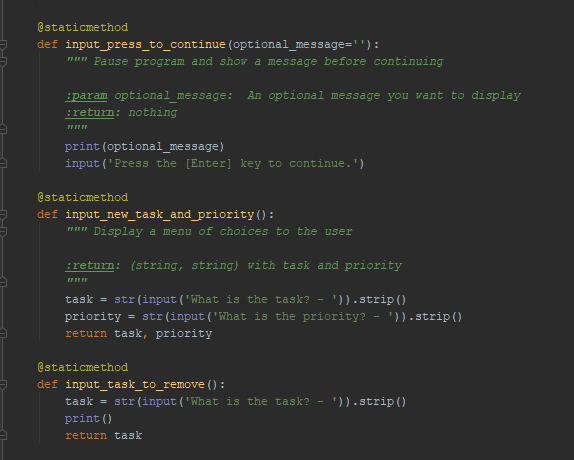 @staticmethod
def input_press_to_continue(optional_message=''):
    """ Pause program and show a message before continuing

    :param optional_message:  An optional message you want to display
    :return: nothing
    """
    print(optional_message)
    input('Press the [Enter] key to continue.')

@staticmethod
def input_new_task_and_priority():
    """ Display a menu of choices to the user

    :return: (string, string) with task and priority
    """
    task = str(input('What is the task? - ')).strip()
    priority = str(input('What is the priority? - ')).strip()
    return task, priority

@staticmethod
def input_task_to_remove():
    task = str(input('What is the task? - ')).strip()
    print()
    return task